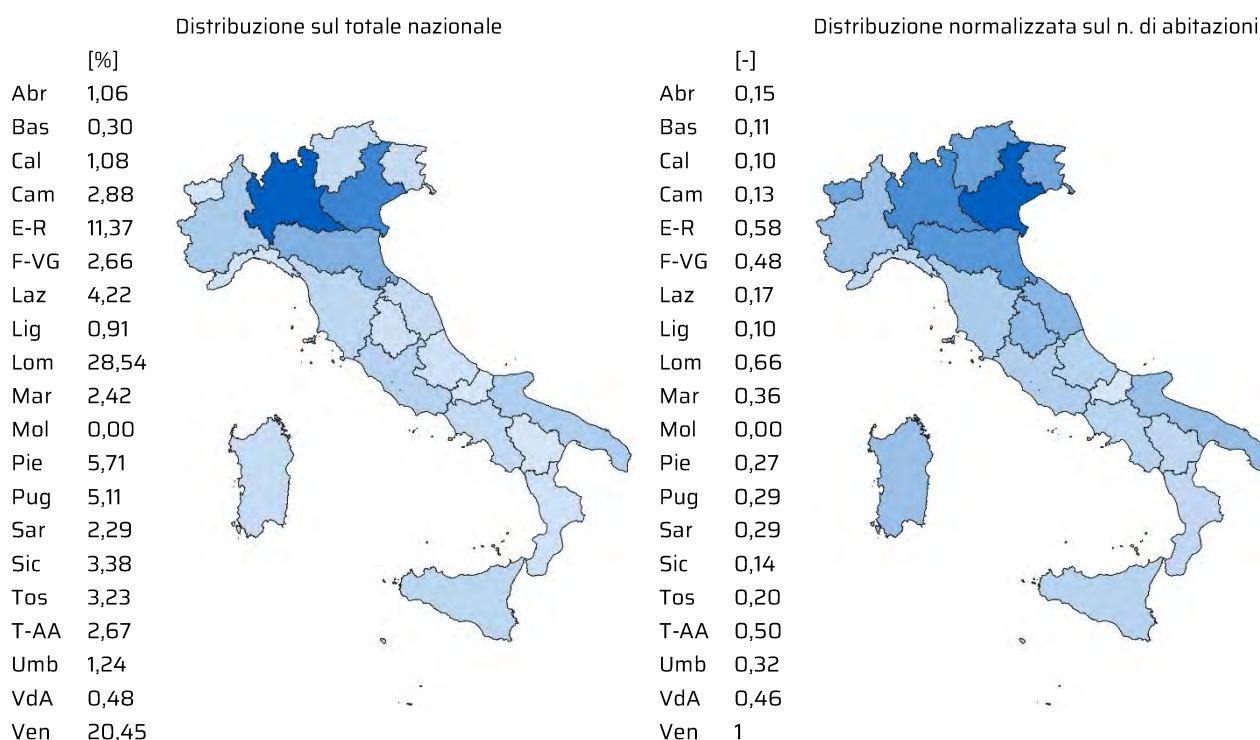 Distribuzione sul totale nazionale
[%]
Abr 1,06
Bas 0,30
Cal 1,08
Cam 2,88
E-R 11,37
F-VG 2,66
Laz 4,22
Lig 0,91
Lom 28,54
Mar 2,42
Mol 0,00
Pie 5,71
Pug 5,11
Sar 2,29
Sic 3,38
Tos 3,23
T-AA 2,67
Umb 1,24
VdA 0,48
Ven 20,45
Distribuzione normalizzata sul n. di abitazioni
[-]
Abr 0,15
Bas 0,11
Cal 0,10
Cam 0,13
E-R 0,58
F-VG 0,48
Laz 0,17
Lig 0,10
Lom 0,66
Mar 0,36
Mol 0,00
Pie 0,27
Pug 0,29
Sar 0,29
Sic 0,14
Tos 0,20
T-AA 0,50
Umb 0,32
VdA 0,46
Ven 1